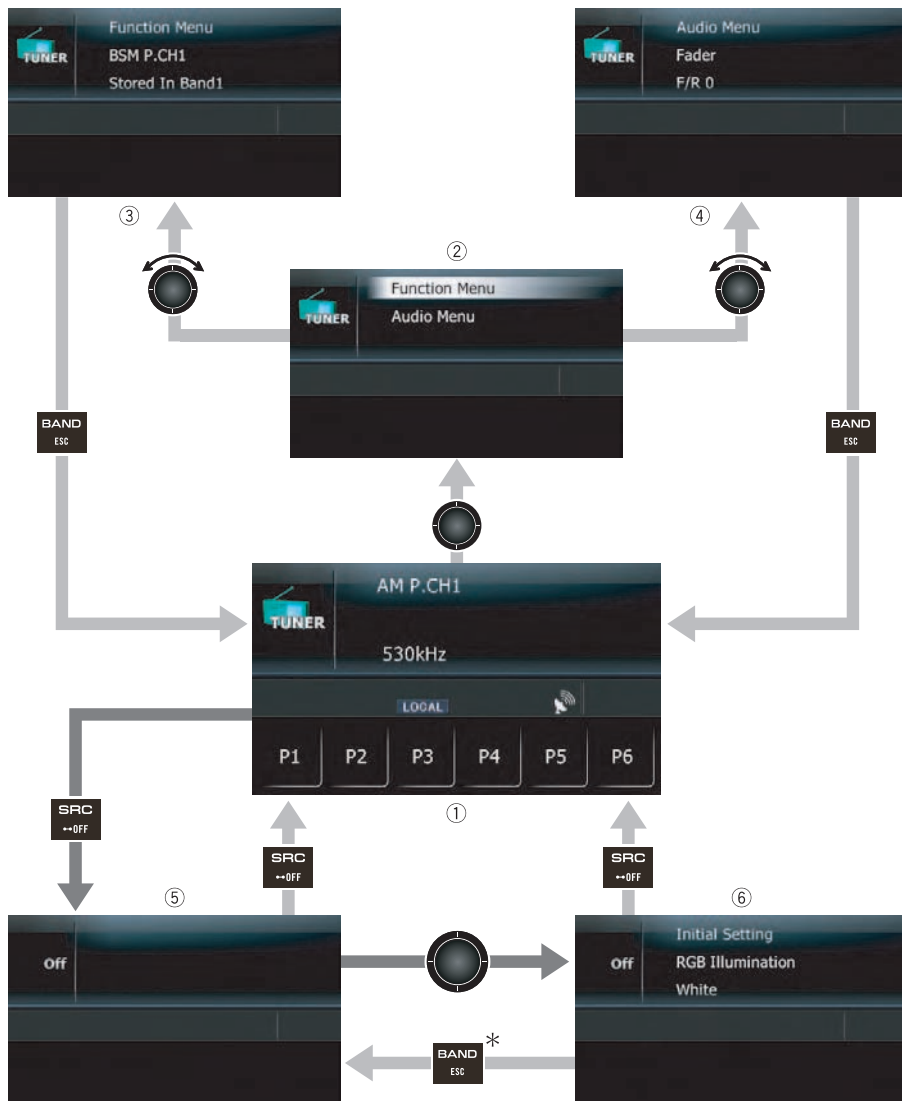 Function Menu
TUNER
BSM P.CH1
Stored In Band1
Audio Menu
TUNER
Fader
F/R 0
③
④
②
Function Menu
TUNER
Audio Menu
BAND
ESC
BAND
ESC
AM P.CH1
TUNER
530kHz
LOCAL
P1 P2 P3 P4 P5 P6
①
SRC
OFF
SRC
OFF
SRC
OFF
⑤
⑥
Off
Initial Setting
Off
RGB Illumination
White
BAND *
ESC